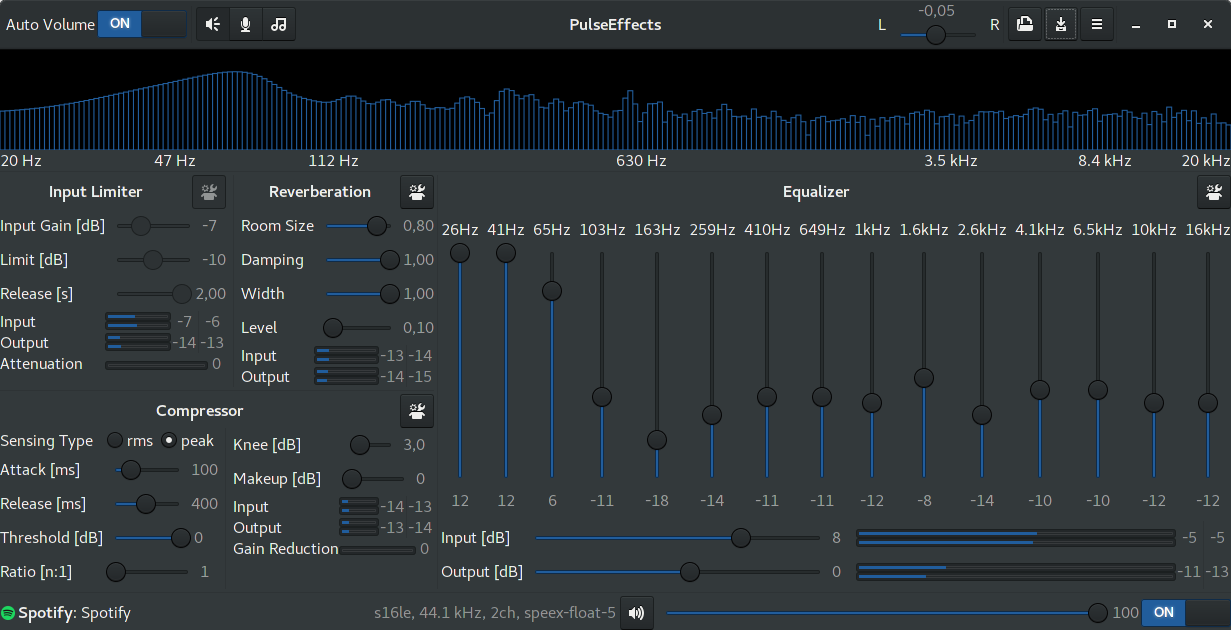 Auto Volume ON PulseEffects L -0,05 R
20 Hz 47 Hz 112 Hz 630 Hz 3.5 kHz 8.4 kHz 20 kHz
Input Limiter
Input Gain [dB] -7
Limit [dB] -10
Release [s] 2,00
Input -7 -6
Output -14 -13
Attenuation 0
Reverberation
Room Size 0,80
Damping 1,00
Width 1,00
Level 0,10
Input -13 -14
Output -14 -15
Compressor
Sensing Type rms peak
Attack [ms] 100
Release [ms] 400
Threshold [dB] 0
Ratio [n:1] 1
Knee [dB] 3,0
Makeup [dB] 0
Input -14 -13
Output -13 -14
Gain Reduction 0
Equalizer
26Hz 41Hz 65Hz 103Hz 163Hz 259Hz 410Hz 649Hz 1kHz 1.6kHz 2.6kHz 4.1kHz 6.5kHz 10kHz 16kHz
12 12 6 -11 -18 -14 -11 -11 -12 -8 -14 -10 -10 -12 -12
Input [dB] 8 -5 -5
Output [dB] 0 -11 -13
Spotify: Spotify s16le, 44.1 kHz, 2ch, speex-float-5 100 ON